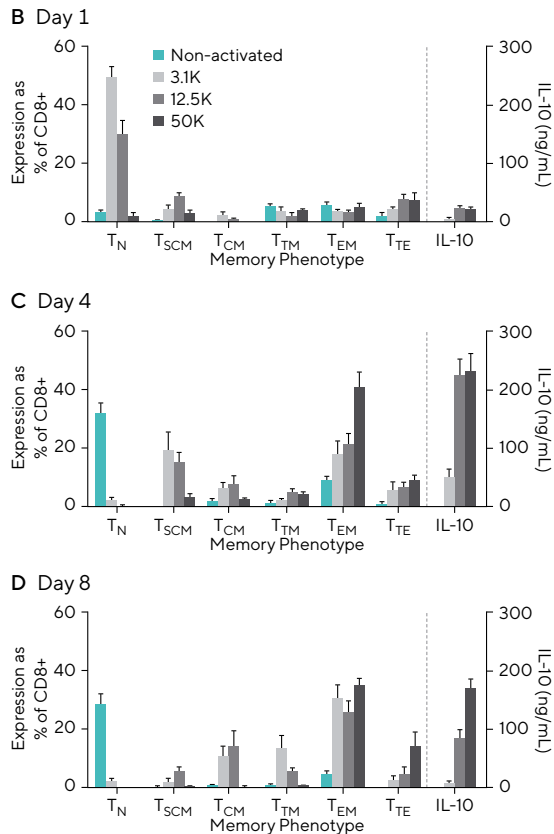 B Day 1
Expression as
% of CD8+
60
40
20
0
Non-activated
3.1K
12.5K
50K
300
200
100
0
IL-10 (ng/mL)
TN TSCM TCM TTM TEM TTE IL-10
Memory Phenotype
C Day 4
Expression as
% of CD8+
60
40
20
0
300
200
100
0
IL-10 (ng/mL)
TN TSCM TCM TTM TEM TTE IL-10
Memory Phenotype
D Day 8
Expression as
% of CD8+
60
40
20
0
300
200
100
0
IL-10 (ng/mL)
TN TSCM TCM TTM TEM TTE IL-10
Memory Phenotype